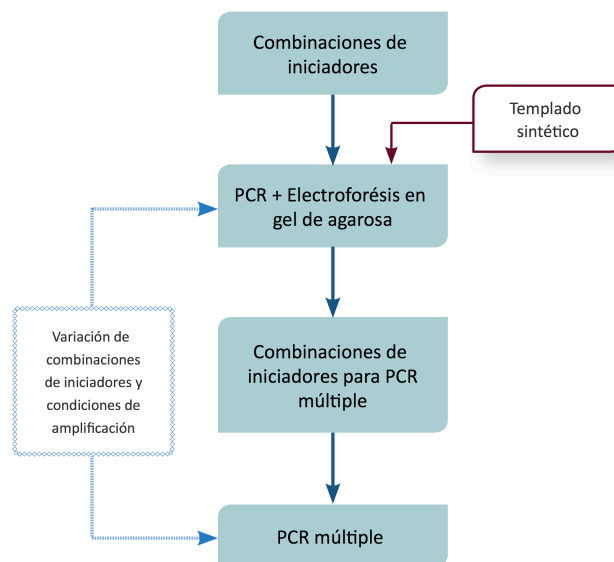 Combinaciones de
iniciadores
Templado
sintético
PCR + Electroforésis en
gel de agarosa
Variación de
combinaciones
de iniciadores y
condiciones de
amplificación
Combinaciones de
iniciadores para PCR
múltiple
PCR múltiple